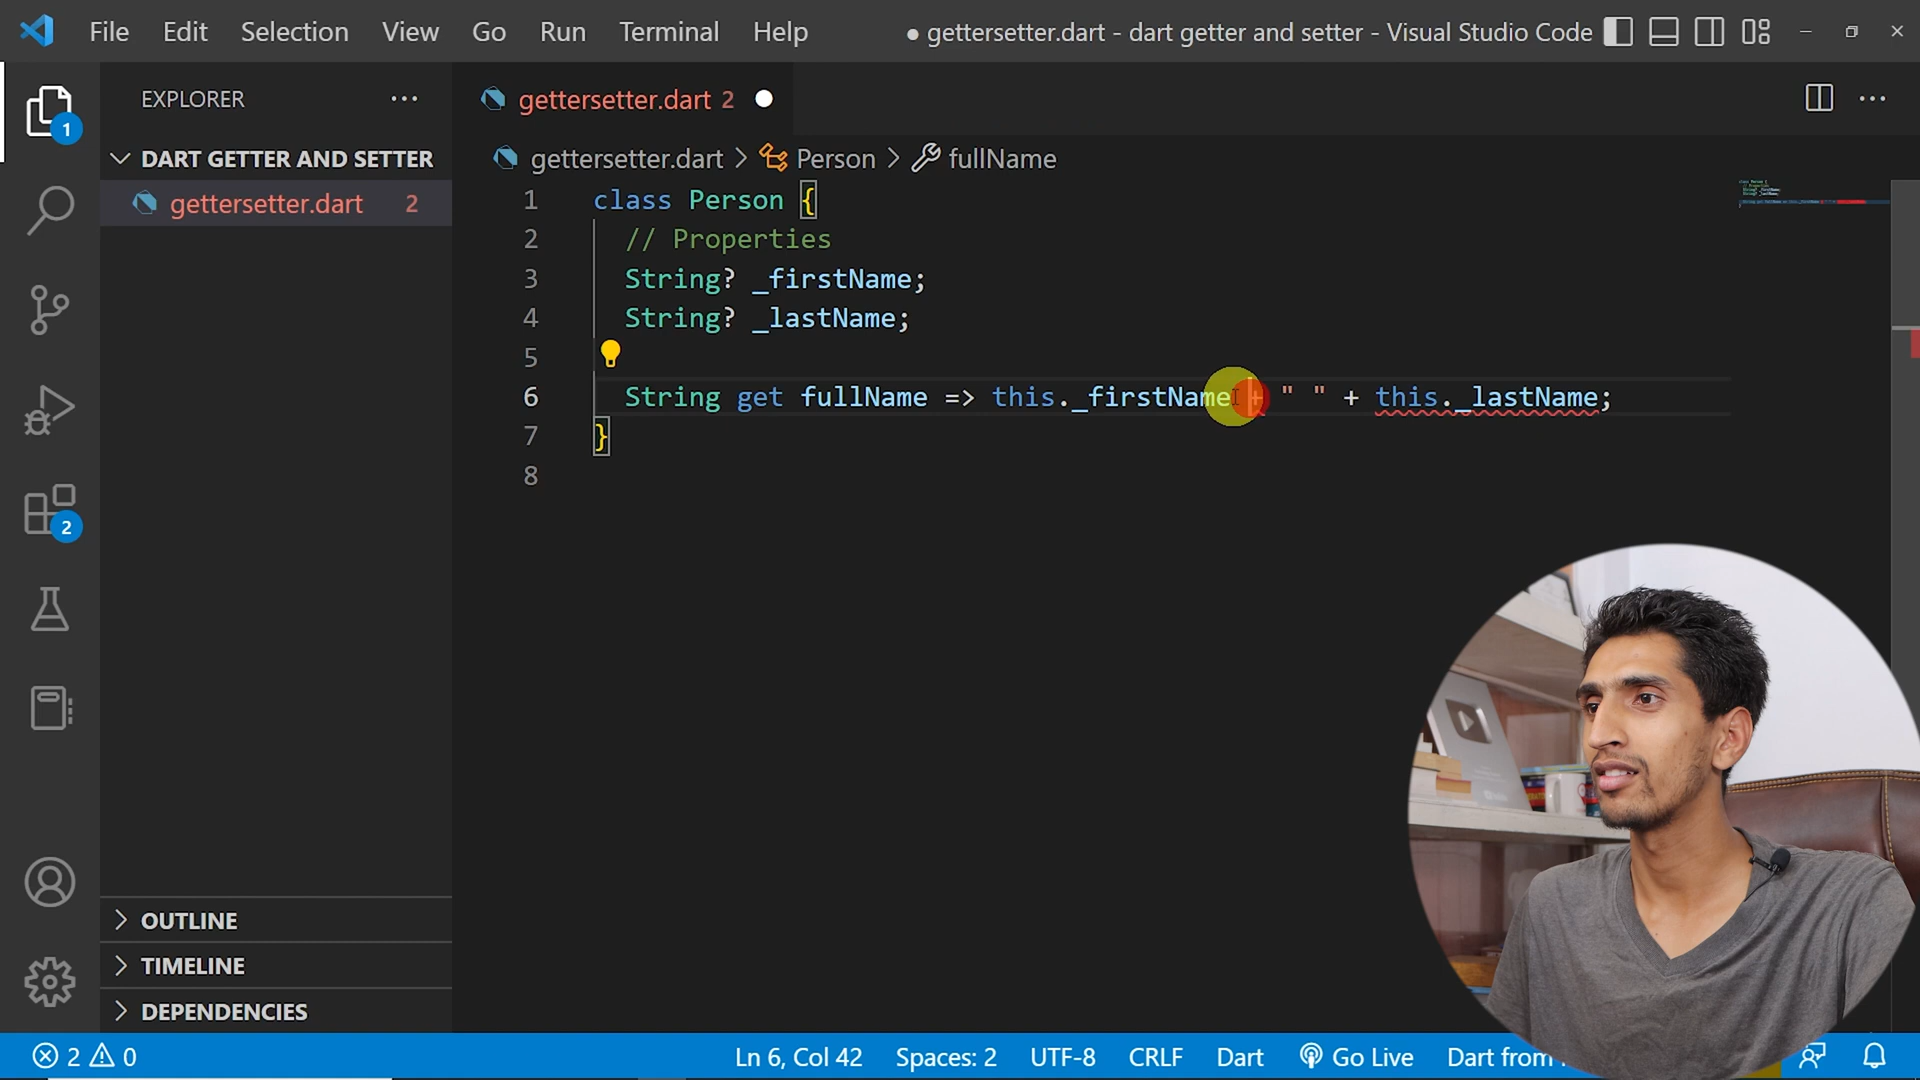 File Edit Selection View Go Run Terminal Help ● gettersetter.dart - dart getter and setter - Visual Studio Code
EXPLORER ...
gettersetter.dart 2
DART GETTER AND SETTER
gettersetter.dart > Person > fullName
gettersetter.dart 2
1 class Person {
2 // Properties
3 String? _firstName;
4 String? _lastName;
5
6 String get fullName => this._firstName + " " + this._lastName;
7 }
8
1
2
OUTLINE
TIMELINE
DEPENDENCIES
2 0 Ln 6, Col 42 Spaces: 2 UTF-8 CRLF Dart Go Live Dart from